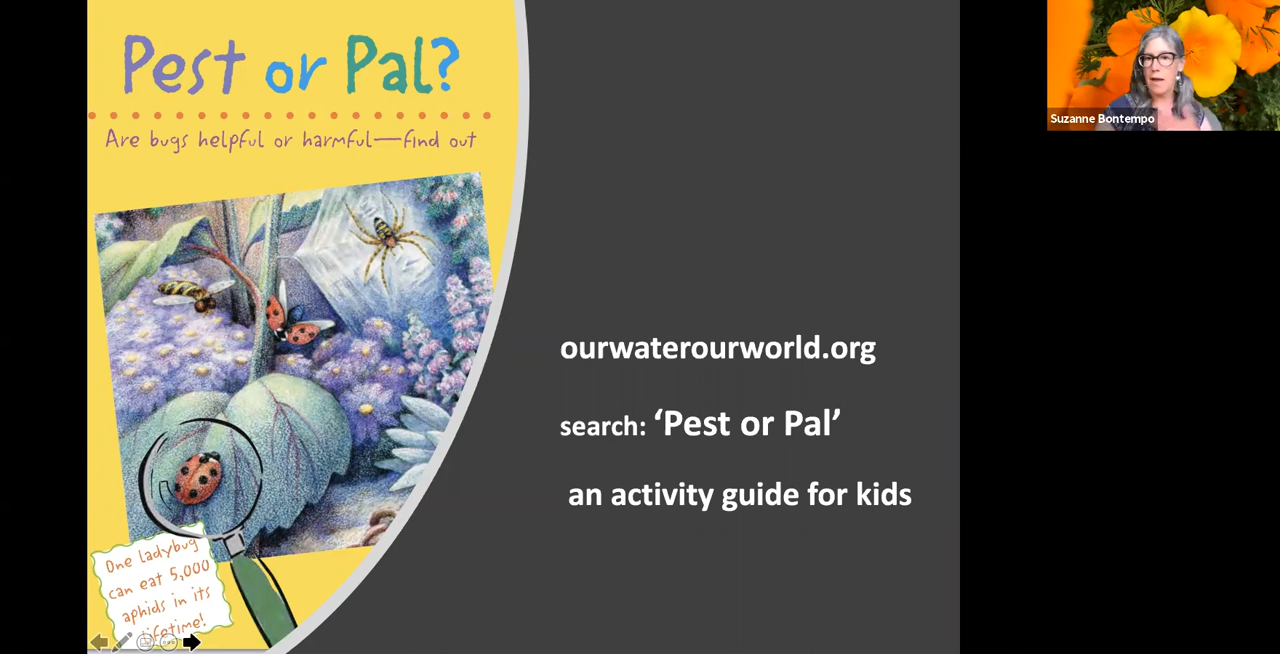 Pest or Pal?
Are bugs helpful or harmful—find out
One ladybug
can eat 5,000
aphids in its
lifetime!
ourwaterourworld.org
search: ‘Pest or Pal’
an activity guide for kids
Suzanne Bontempo